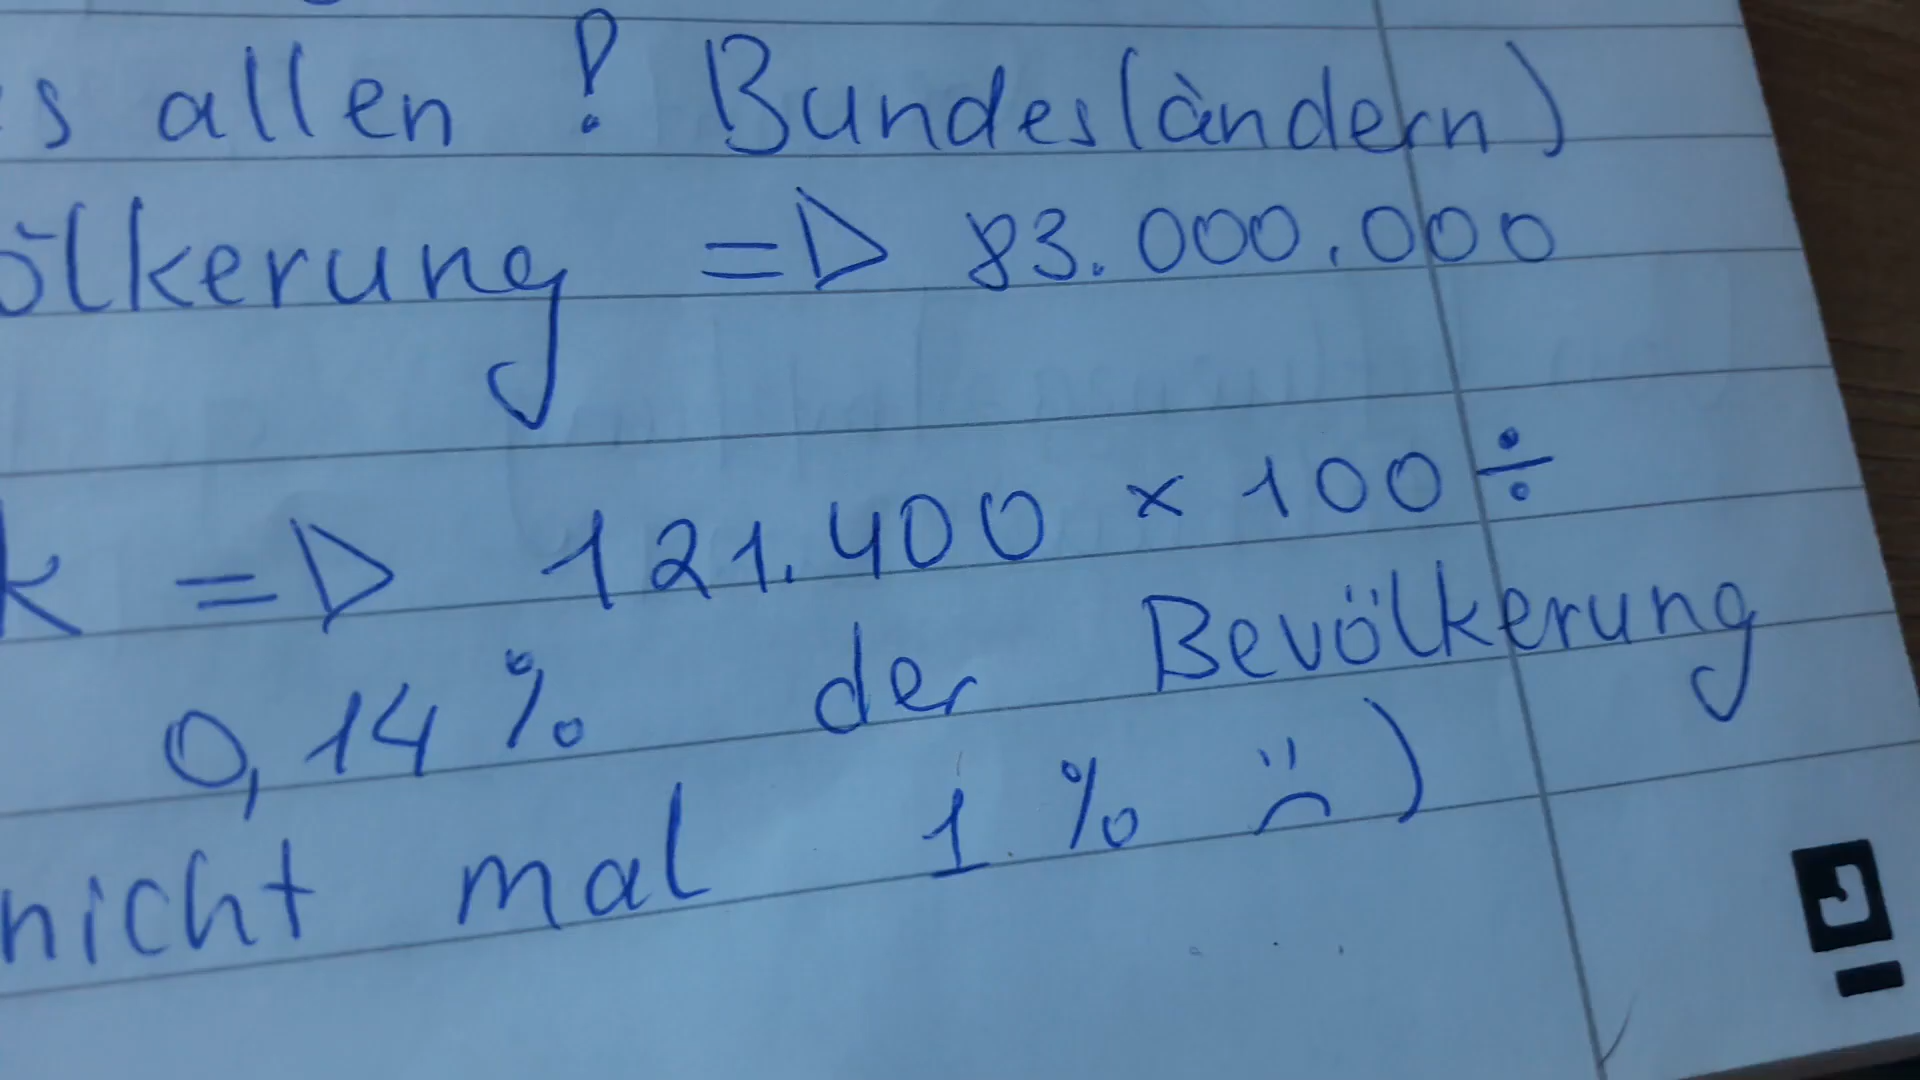 s allen ! Bundesländern)
ölkerung => 83.000.000
k => 121.400 x 100 ÷
0,14% der Bevölkerung
nicht mal 1% :()